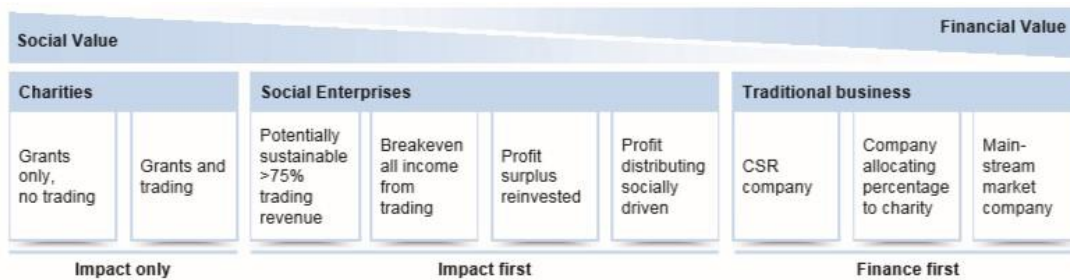 Social Value
Financial Value
Charities
Social Enterprises
Traditional business
Grants
only,
no trading
Grants and
trading
Potentially
sustainable
>75%
trading
revenue
Breakeven
all income
from
trading
Profit
surplus
reinvested
Profit
distributing
socially
driven
CSR
company
Company
allocating
percentage
to charity
Main-
stream
market
company
Impact only
Impact first
Finance first